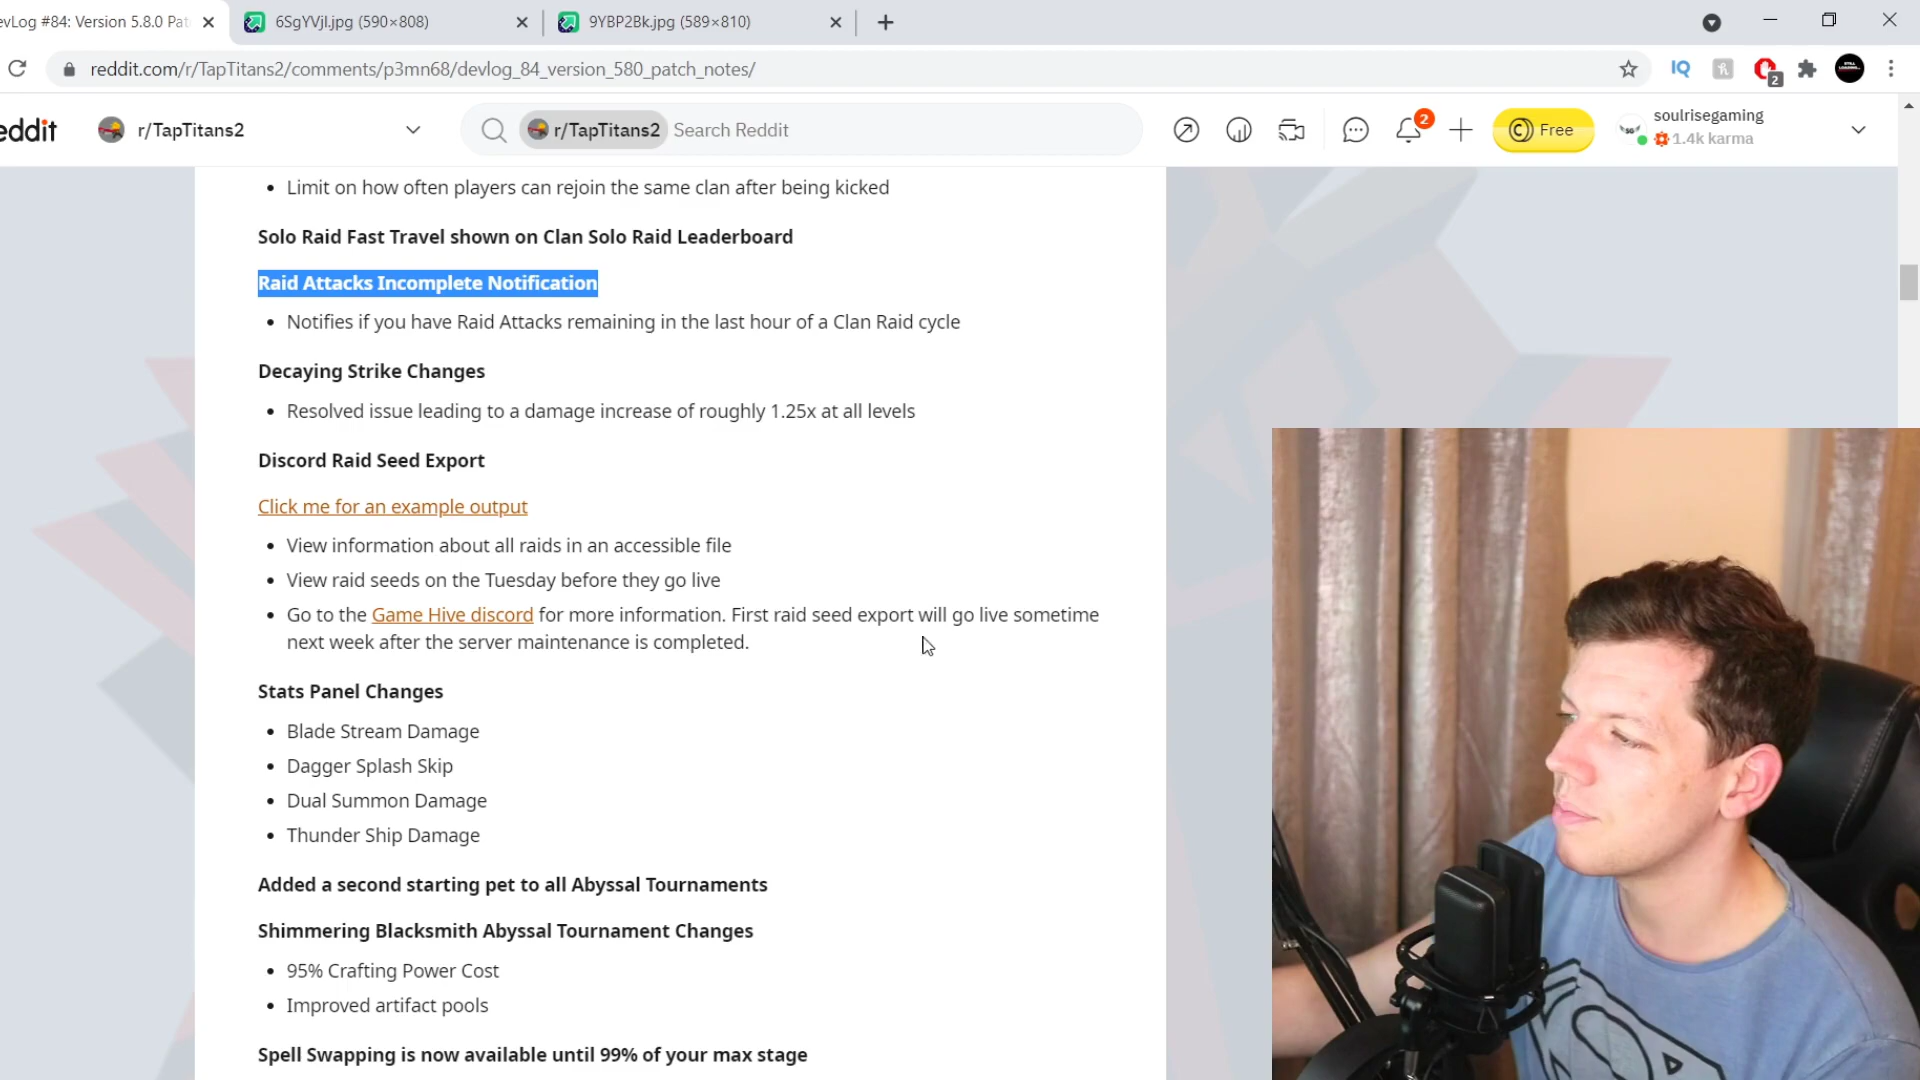 evLog #84: Version 5.8.0 Pat
6SgYVjl.jpg (590×808)
9YBP2Bk.jpg (589×810)
reddit.com/r/TapTitans2/comments/p3mn68/devlog_84_version_580_patch_notes/
IQ
2
eddit
r/TapTitans2
r/TapTitans2 Search Reddit
2
Free
soulrisegaming
1.4k karma
• Limit on how often players can rejoin the same clan after being kicked
Solo Raid Fast Travel shown on Clan Solo Raid Leaderboard
Raid Attacks Incomplete Notification
• Notifies if you have Raid Attacks remaining in the last hour of a Clan Raid cycle
Decaying Strike Changes
• Resolved issue leading to a damage increase of roughly 1.25x at all levels
Discord Raid Seed Export
Click me for an example output
• View information about all raids in an accessible file
• View raid seeds on the Tuesday before they go live
• Go to the Game Hive discord for more information. First raid seed export will go live sometime
next week after the server maintenance is completed.
Stats Panel Changes
• Blade Stream Damage
• Dagger Splash Skip
• Dual Summon Damage
• Thunder Ship Damage
Added a second starting pet to all Abyssal Tournaments
Shimmering Blacksmith Abyssal Tournament Changes
• 95% Crafting Power Cost
• Improved artifact pools
Spell Swapping is now available until 99% of your max stage